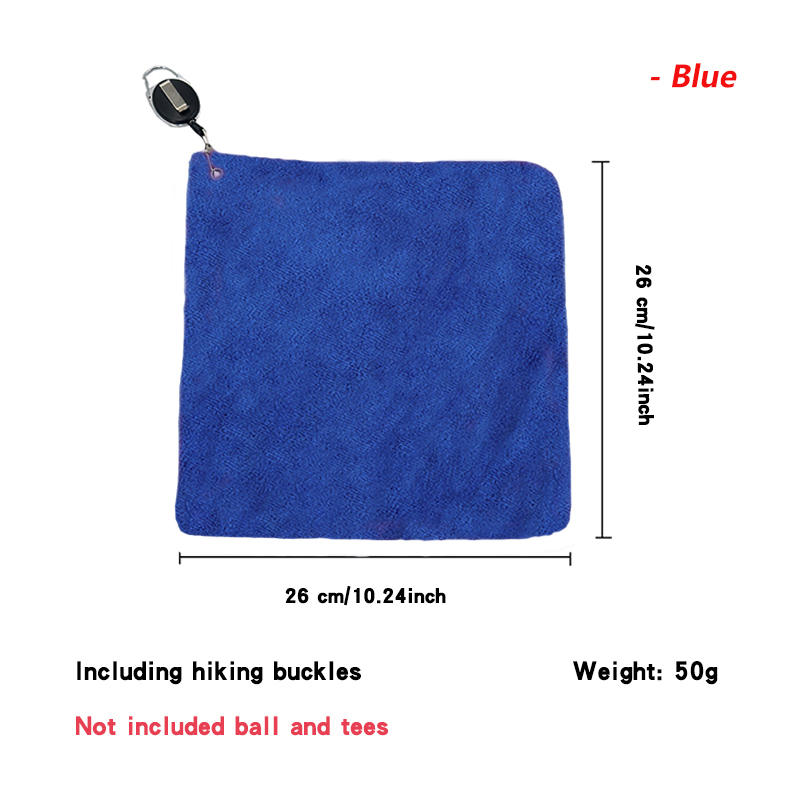 - Blue
26 cm/10.24inch
26 cm/10.24inch
Including hiking buckles
Weight: 50g
Not included ball and tees